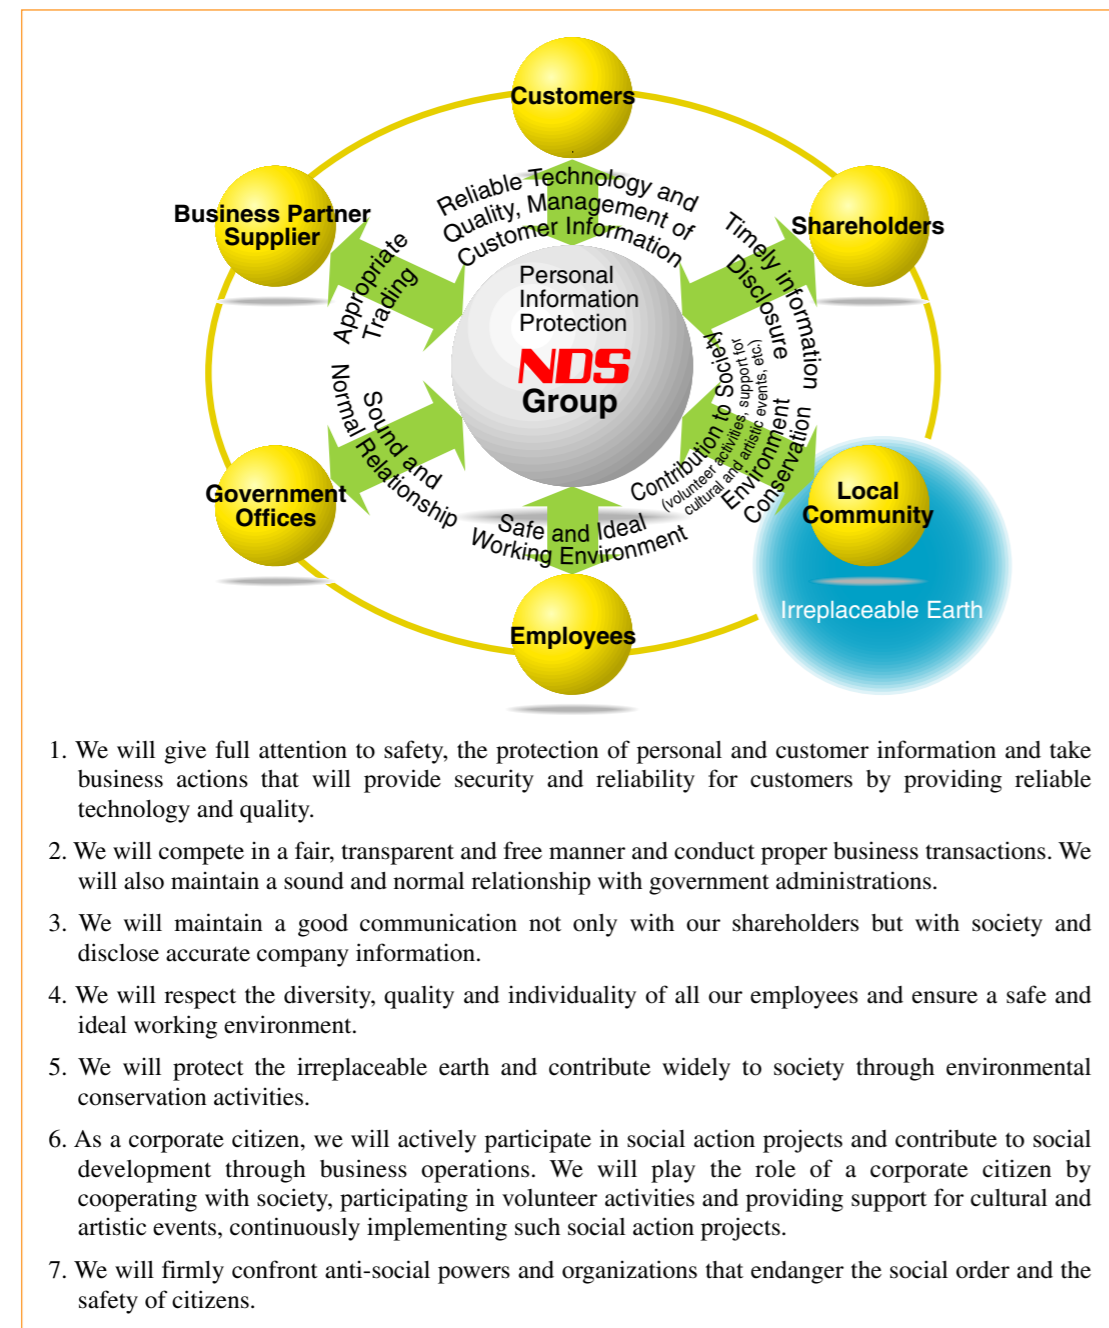 Customers
Business Partner
Supplier
Shareholders
Reliable Technology and
Quality, Management of
Customer Information
Appropriate
Trading
Timely information
Disclosure
Personal
Information
Protection
NDS
Group
Sound and
Normal Relationship
Contribution to Society
(volunteer activities, support for
cultural and artistic events, etc.)
Environment
Conservation
Government
Offices
Safe and Ideal
Working Environment
Local
Community
Irreplaceable Earth
Employees
1. We will give full attention to safety, the protection of personal and customer information and take
business actions that will provide security and reliability for customers by providing reliable
technology and quality.
2. We will compete in a fair, transparent and free manner and conduct proper business transactions. We
will also maintain a sound and normal relationship with government administrations.
3. We will maintain a good communication not only with our shareholders but with society and
disclose accurate company information.
4. We will respect the diversity, quality and individuality of all our employees and ensure a safe and
ideal working environment.
5. We will protect the irreplaceable earth and contribute widely to society through environmental
conservation activities.
6. As a corporate citizen, we will actively participate in social action projects and contribute to social
development through business operations. We will play the role of a corporate citizen by
cooperating with society, participating in volunteer activities and providing support for cultural and
artistic events, continuously implementing such social action projects.
7. We will firmly confront anti-social powers and organizations that endanger the social order and the
safety of citizens.